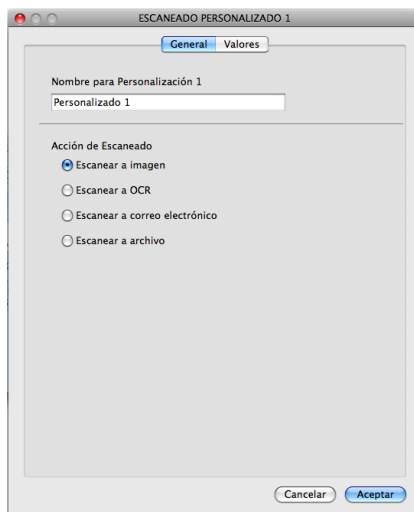 ESCANEADO PERSONALIZADO 1
General Valores
Nombre para Personalización 1
Personalizado 1
Acción de Escaneado
Escanear a imagen
Escanear a OCR
Escanear a correo electrónico
Escanear a archivo
Cancelar Aceptar